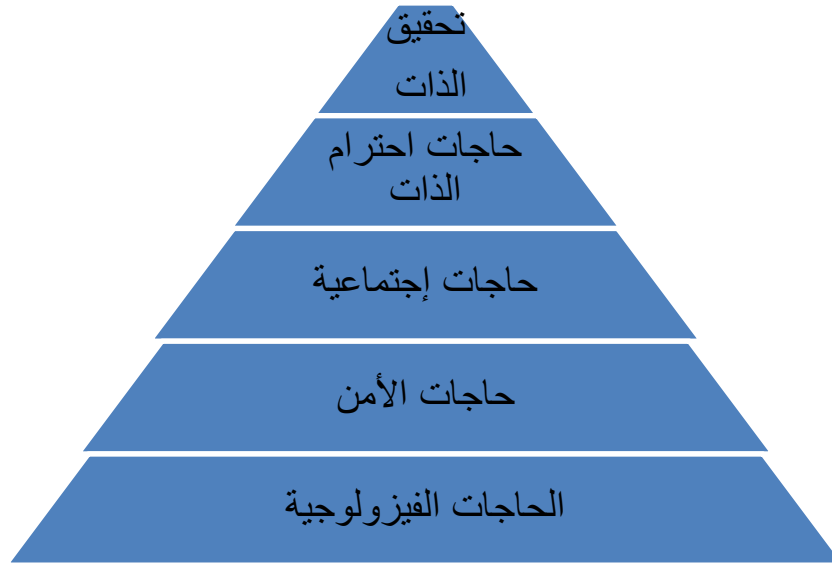 تحقيق
الذات
حاجات احترام
الذات
حاجات إجتماعية
حاجات الأمن
الحاجات الفيزولوجية